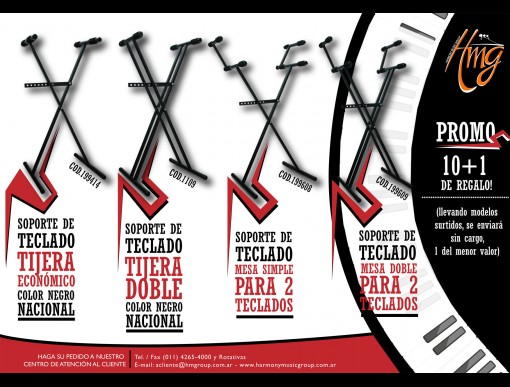 Hmg
COD.199414
COD.1109
COD.199608
COD.199609
PROMO
10+1
DE REGALO!
(llevando modelos
surtidos, se enviará
sin cargo,
1 del menor valor)
SOPORTE DE
TECLADO
TIJERA
ECONÓMICO
COLOR NEGRO
NACIONAL
SOPORTE DE
TECLADO
TIJERA
DOBLE
COLOR NEGRO
NACIONAL
SOPORTE DE
TECLADO
MESA SIMPLE
PARA 2
TECLADOS
SOPORTE DE
TECLADO
MESA DOBLE
PARA 2
TECLADOS
HAGA SU PEDIDO A NUESTRO
CENTRO DE ATENCIÓN AL CLIENTE
Tel. / Fax (011) 4265-4000 y Rotativas
E-mail: acliente@hmgroup.com.ar - www.harmonymusicgroup.com.ar